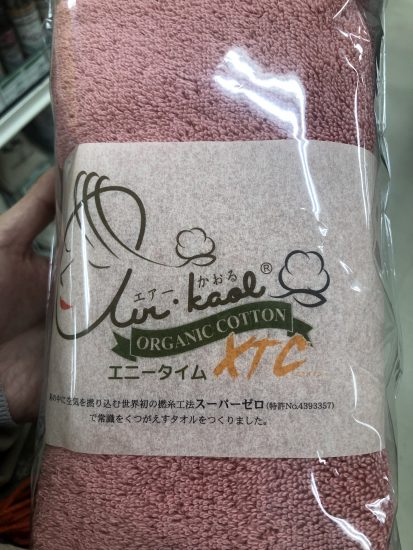 エアー かおる
air・kaol®
ORGANIC COTTON
エニータイム XTC
の中に空気を撚り込む世界初の撚糸工法スーパーゼロ(特許No.4393357)
で常識をくつがえすタオルをつくりました。